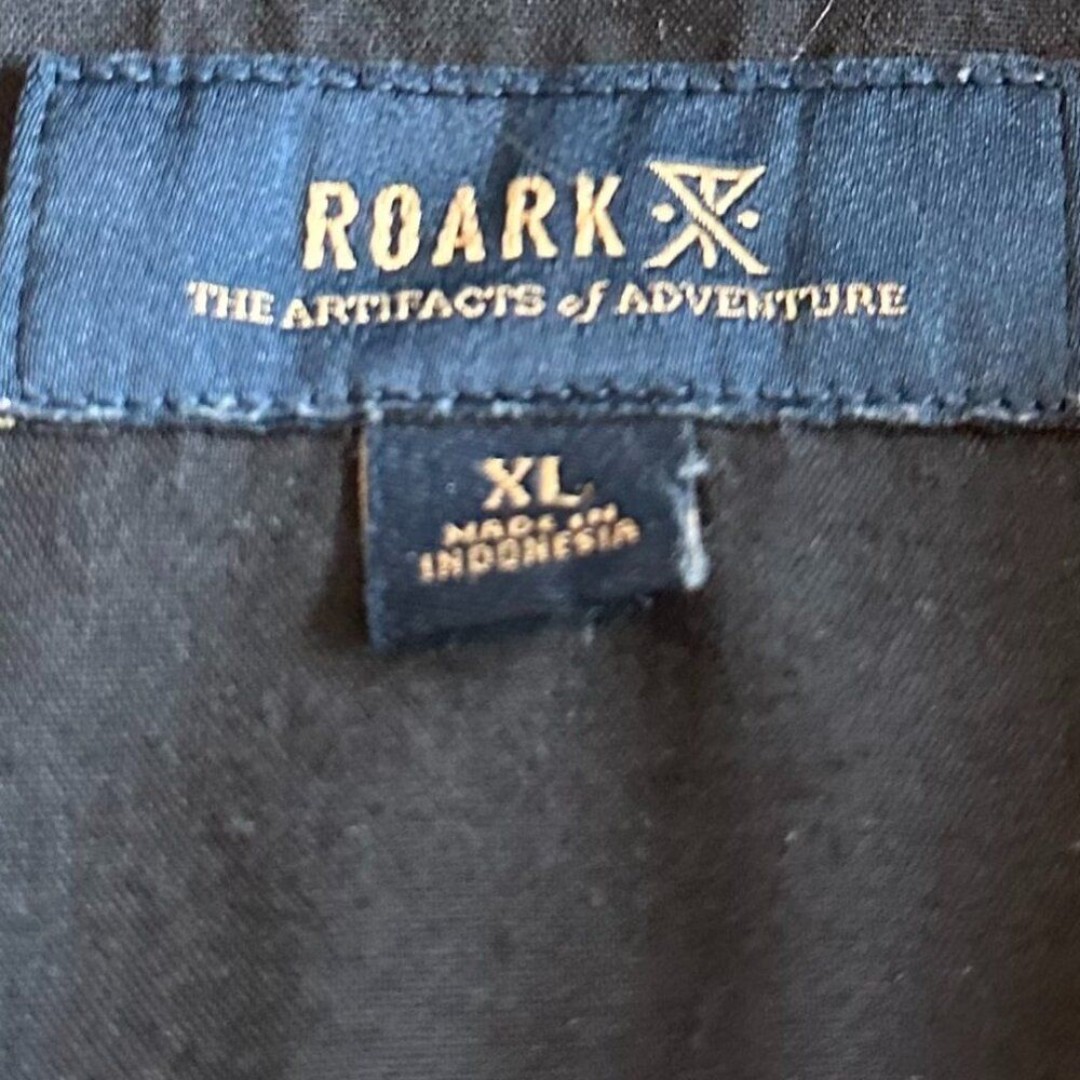 ROARK
THE ARTIFACTS of ADVENTURE
XL
MADE IN
INDONESIA